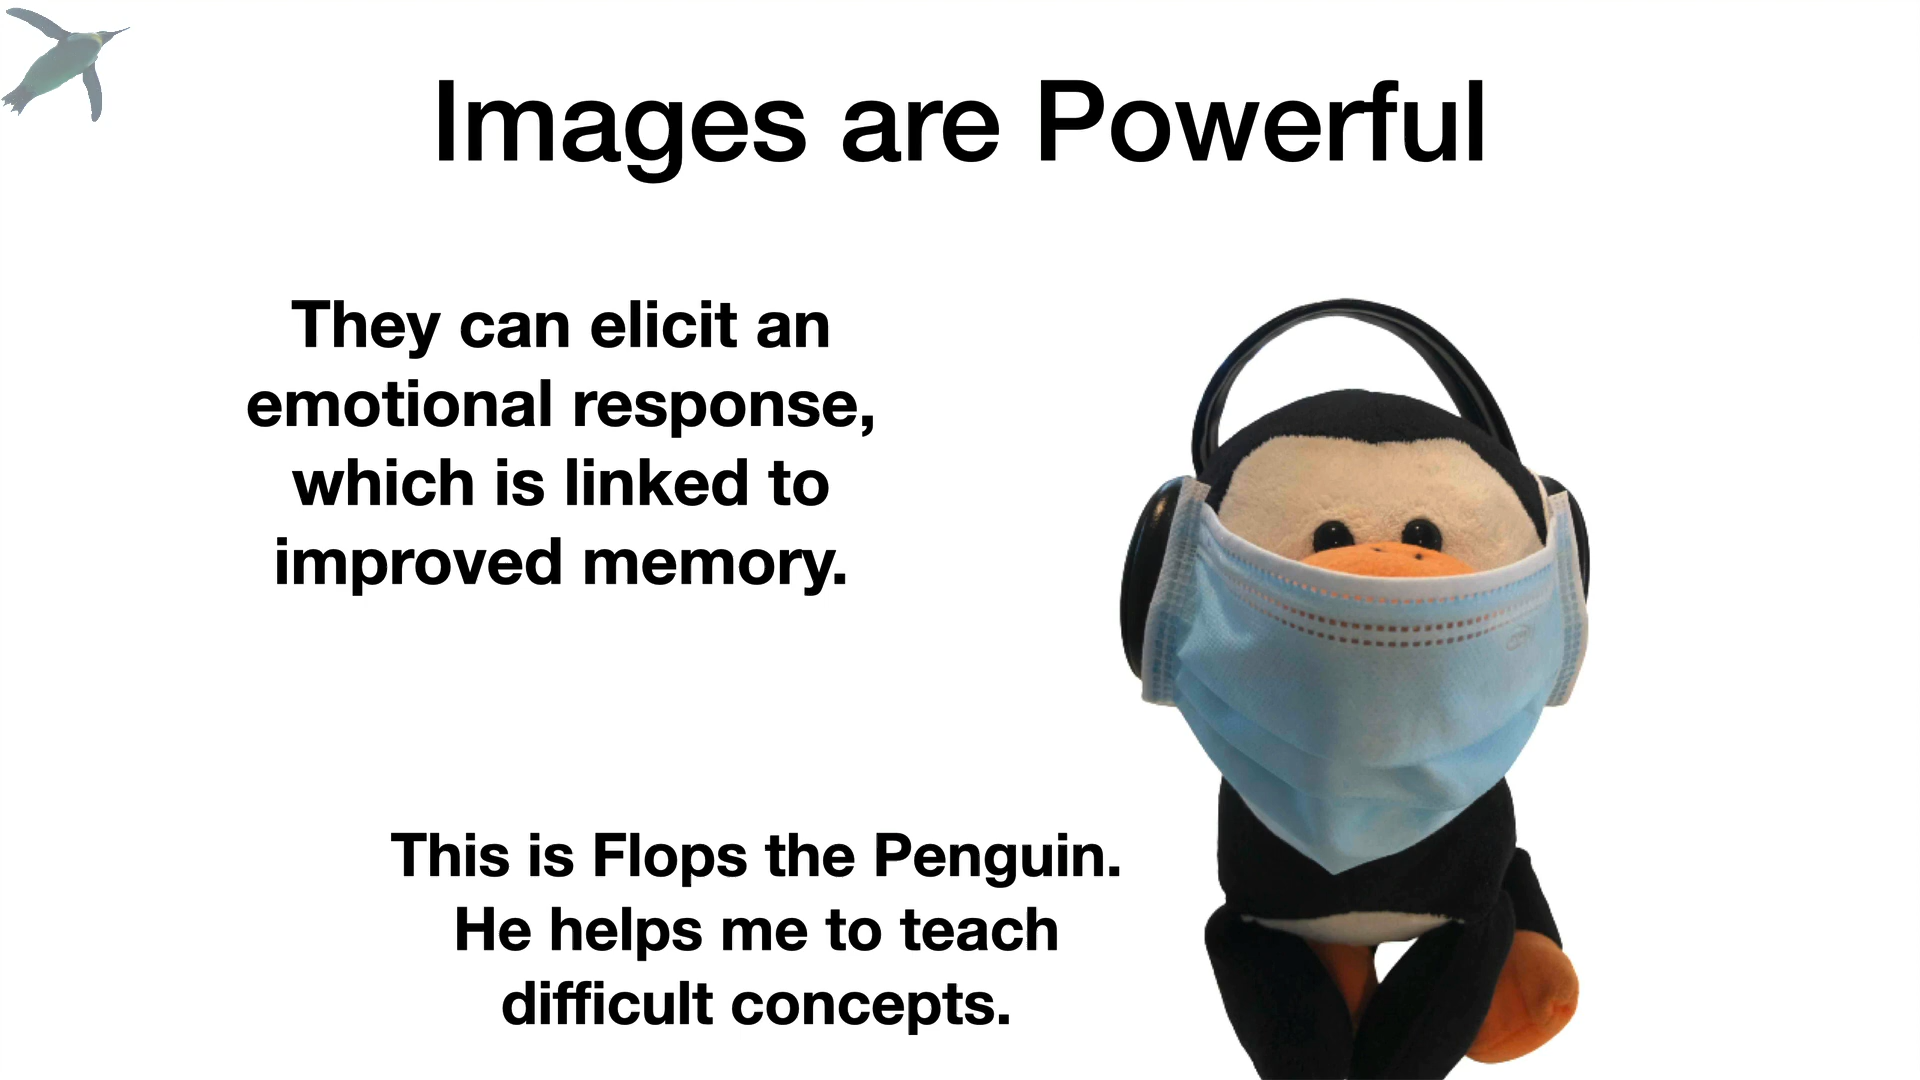 Images are Powerful
They can elicit an
emotional response,
which is linked to
improved memory.
This is Flops the Penguin.
He helps me to teach
difficult concepts.